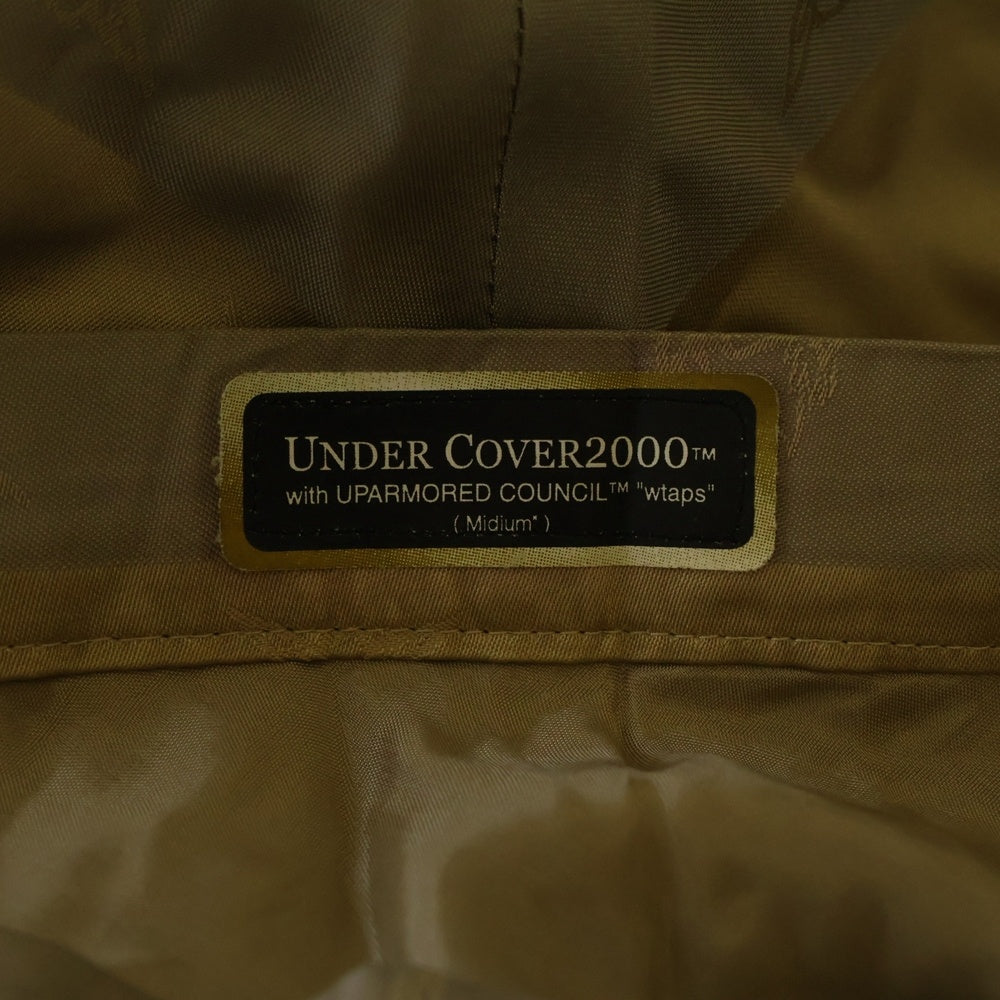 UNDER COVER2000™
with UPARMORED COUNCIL™ "wtaps"
( Midium* )